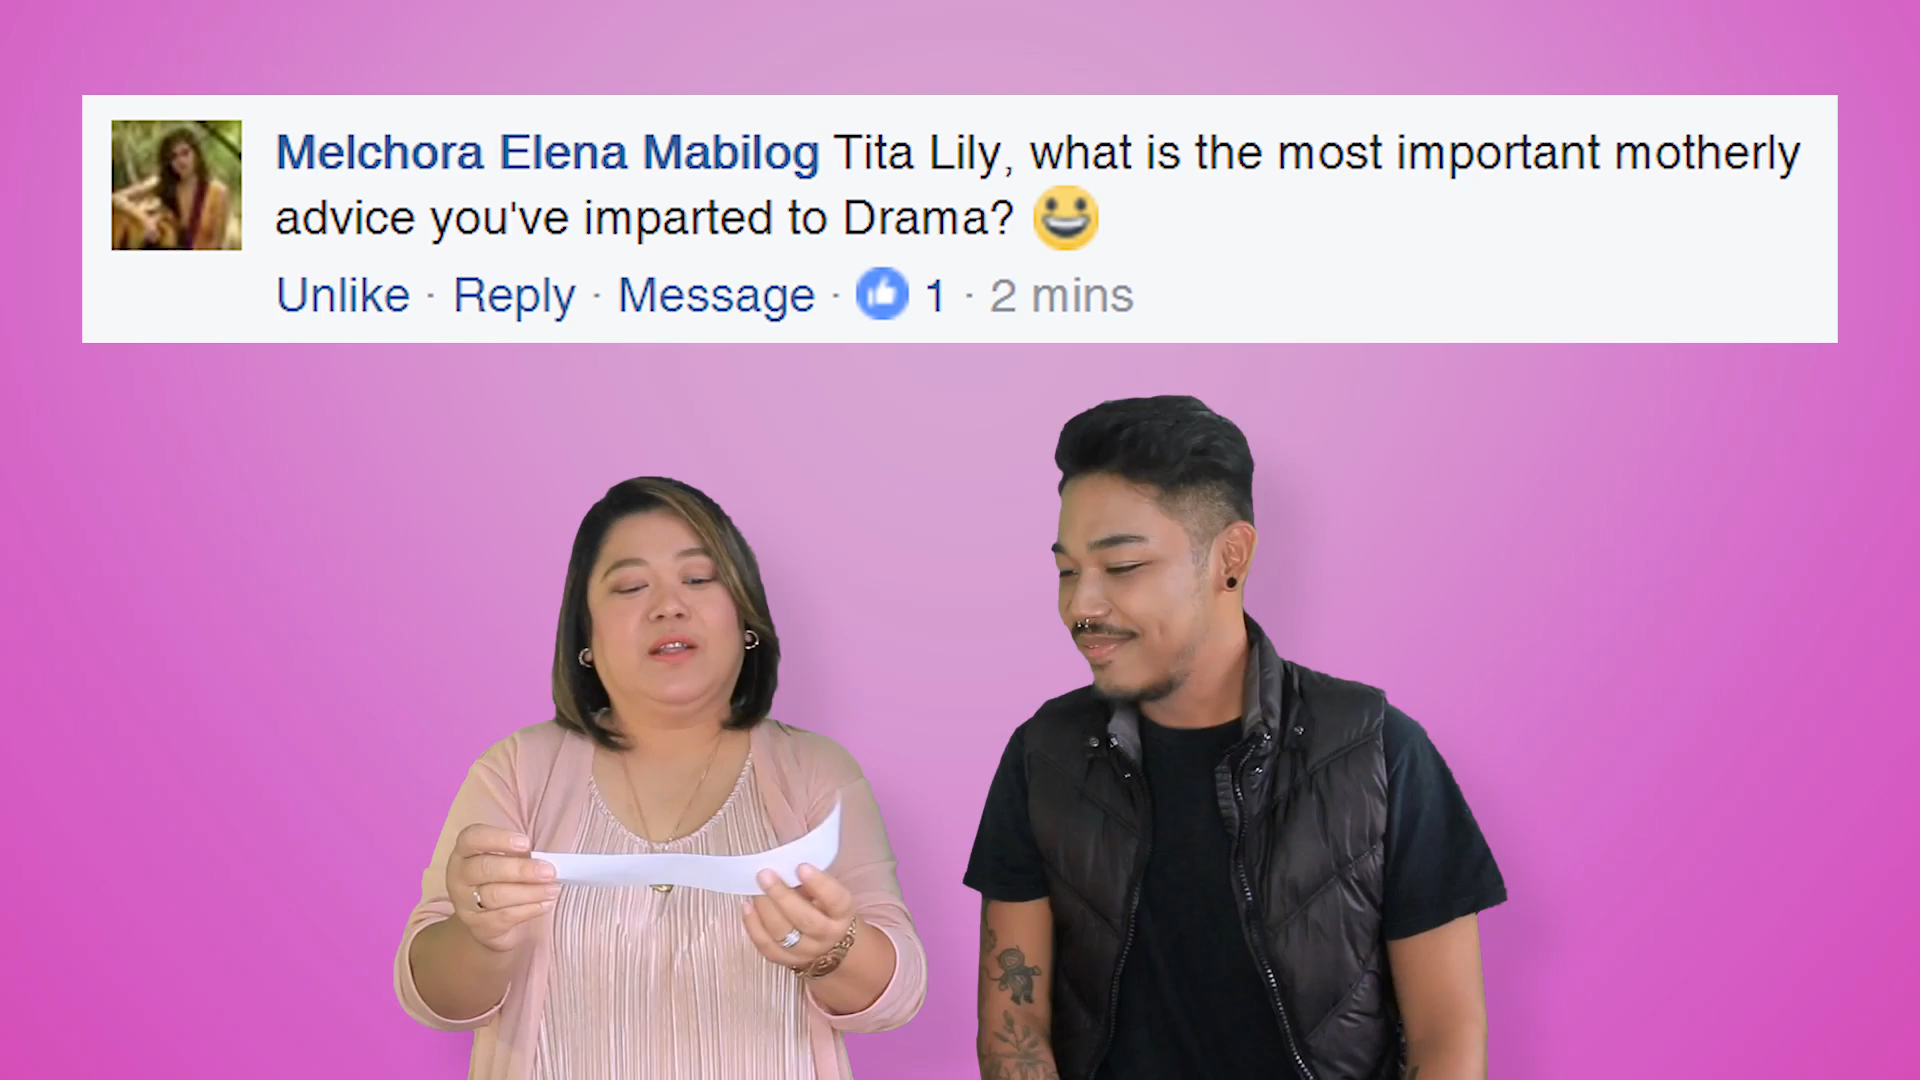 Melchora Elena Mabilog Tita Lily, what is the most important motherly
advice you've imparted to Drama? 😀
Unlike · Reply · Message · 1 · 2 mins